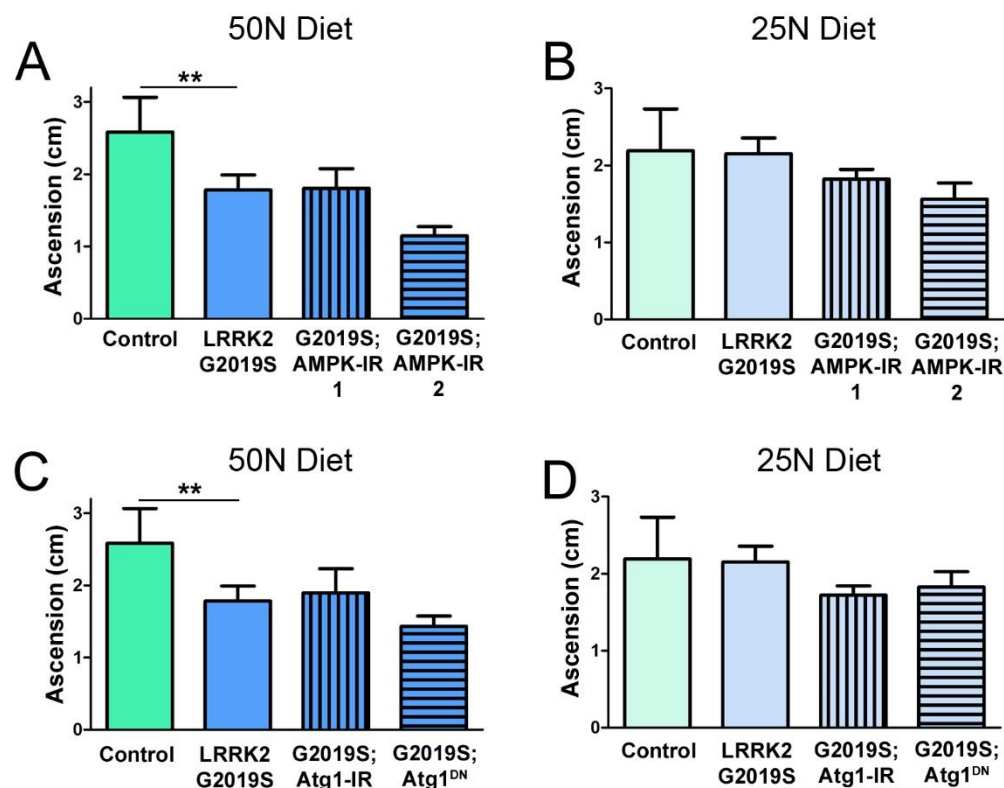 50N Diet
A
**
Ascension (cm)
3
2
1
0
Control
LRRK2
G2019S
G2019S;
AMPK-IR
1
G2019S;
AMPK-IR
2
25N Diet
B
Ascension (cm)
3
2
1
0
Control
LRRK2
G2019S
G2019S;
AMPK-IR
1
G2019S;
AMPK-IR
2
50N Diet
C
**
Ascension (cm)
3
2
1
0
Control
LRRK2
G2019S
G2019S;
Atg1-IR
G2019S;
Atg1ᴰᴺ
25N Diet
D
Ascension (cm)
3
2
1
0
Control
LRRK2
G2019S
G2019S;
Atg1-IR
G2019S;
Atg1ᴰᴺ